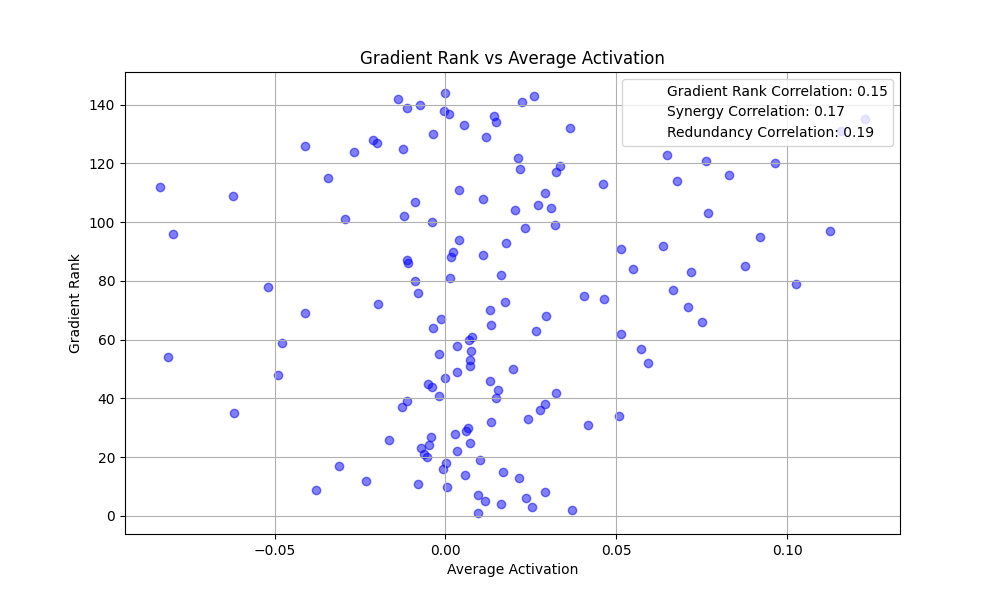 Gradient Rank vs Average Activation
Gradient Rank Correlation: 0.15
Synergy Correlation: 0.17
Redundancy Correlation: 0.19
140
120
100
80
60
40
20
0
Gradient Rank
−0.05
0.00
0.05
0.10
Average Activation